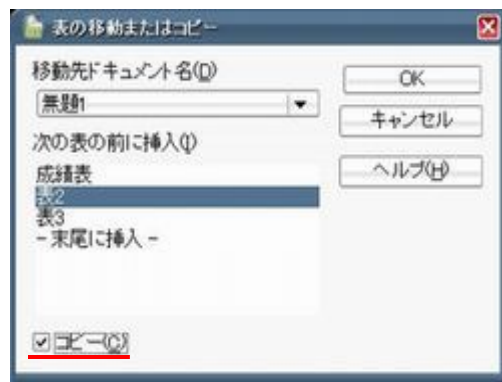 表の移動またはコピー
移動先ドキュメント名(D)
無題1
次の表の前に挿入(I)
成績表
表2
表3
- 末尾に挿入 -
コピー(C)
OK
キャンセル
ヘルプ(H)